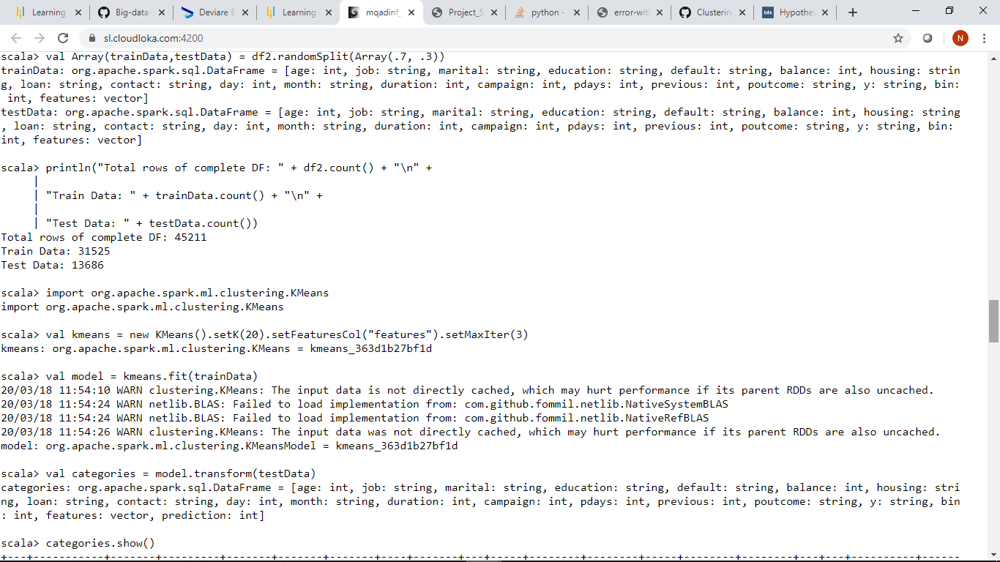 Learning
Big-data-
Deviare E
Learning
mqadinf_
Project_S
python -
error-wit
Clusterin
tds Hypothes
sl.cloudloka.com:4200
N
scala> val Array(trainData,testData) = df2.randomSplit(Array(.7, .3))
trainData: org.apache.spark.sql.DataFrame = [age: int, job: string, marital: string, education: string, default: string, balance: int, housing: strin
g, loan: string, contact: string, day: int, month: string, duration: int, campaign: int, pdays: int, previous: int, poutcome: string, y: string, bin:
 int, features: vector]
testData: org.apache.spark.sql.DataFrame = [age: int, job: string, marital: string, education: string, default: string, balance: int, housing: string
, loan: string, contact: string, day: int, month: string, duration: int, campaign: int, pdays: int, previous: int, poutcome: string, y: string, bin:
int, features: vector]
scala> println("Total rows of complete DF: " + df2.count() + "\n" +
     |
     | "Train Data: " + trainData.count() + "\n" +
     |
     | "Test Data: " + testData.count())
Total rows of complete DF: 45211
Train Data: 31525
Test Data: 13686
scala> import org.apache.spark.ml.clustering.KMeans
import org.apache.spark.ml.clustering.KMeans
scala> val kmeans = new KMeans().setK(20).setFeaturesCol("features").setMaxIter(3)
kmeans: org.apache.spark.ml.clustering.KMeans = kmeans_363d1b27bf1d
scala> val model = kmeans.fit(trainData)
20/03/18 11:54:10 WARN clustering.KMeans: The input data is not directly cached, which may hurt performance if its parent RDDs are also uncached.
20/03/18 11:54:24 WARN netlib.BLAS: Failed to load implementation from: com.github.fommil.netlib.NativeSystemBLAS
20/03/18 11:54:24 WARN netlib.BLAS: Failed to load implementation from: com.github.fommil.netlib.NativeRefBLAS
20/03/18 11:54:26 WARN clustering.KMeans: The input data was not directly cached, which may hurt performance if its parent RDDs are also uncached.
model: org.apache.spark.ml.clustering.KMeansModel = kmeans_363d1b27bf1d
scala> val categories = model.transform(testData)
categories: org.apache.spark.sql.DataFrame = [age: int, job: string, marital: string, education: string, default: string, balance: int, housing: stri
ng, loan: string, contact: string, day: int, month: string, duration: int, campaign: int, pdays: int, previous: int, poutcome: string, y: string, bin
: int, features: vector, prediction: int]
scala> categories.show()
+---+-----------+-------+---------+-------+-------+-------+----+-------+---+-----+--------+--------+-----+--------+--------+---+---+----------+------